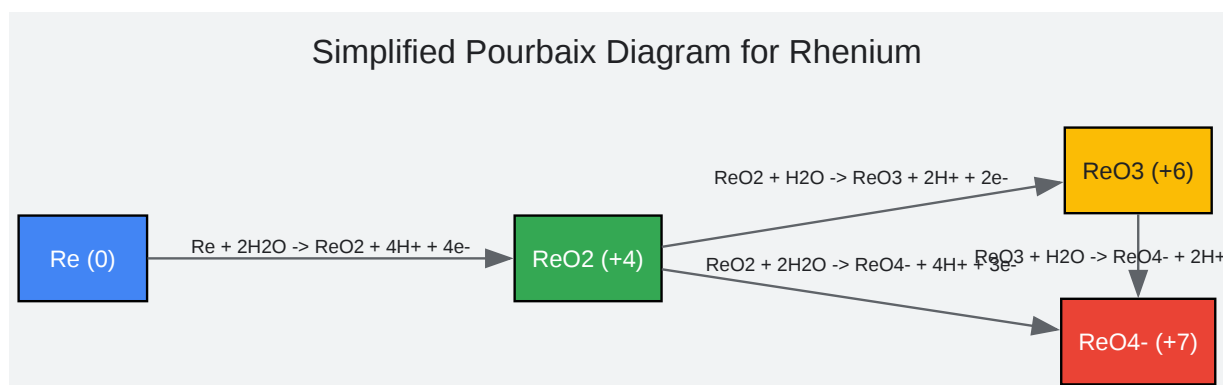 Simplified Pourbaix Diagram for Rhenium
ReO3 (+6)
ReO2 + H2O -> ReO3 + 2H+ + 2e-
Re (0)
Re + 2H2O -> ReO2 + 4H+ + 4e-
ReO2 (+4)
ReO2 + 2H2O -> ReO4- + 4H+ + 3e-
ReO3 + H2O -> ReO4- + 2H+
ReO4- (+7)